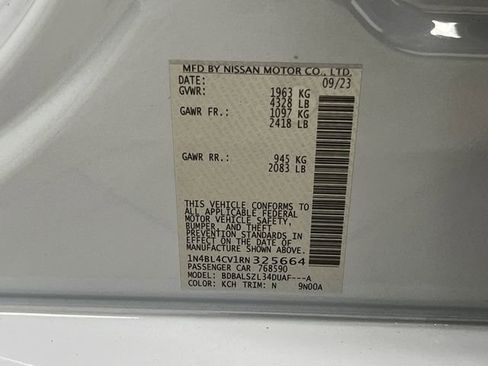 MFD BY NISSAN MOTOR CO., LTD.
DATE: 09/23
GVWR: 1963 KG
4328 LB
GAWR FR.: 1097 KG
2418 LB
GAWR RR.: 945 KG
2083 LB
THIS VEHICLE CONFORMS TO
ALL APPLICABLE FEDERAL
MOTOR VEHICLE SAFETY,
BUMPER, AND THEFT
PREVENTION STANDARDS
IN EFFECT ON THE DATE OF
MANUFACTURE SHOWN ABOVE.
1N4BL4CV1RN325664
PASSENGER CAR 768590
MODEL: BDBALSZL34DUAF---A
COLOR: KCH TRIM: N 9N00A